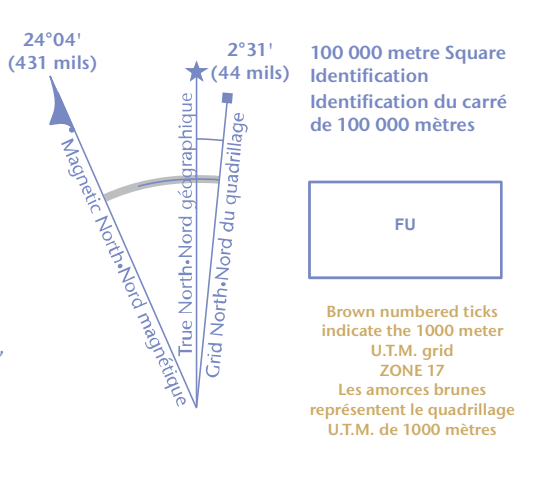 24°04'
(431 mils)
2°31'
(44 mils)
Magnetic North•Nord magnétique
True North•Nord géographique
Grid North•Nord du quadrillage
100 000 metre Square
Identification
Identification du carré
de 100 000 mètres
FU
Brown numbered ticks
indicate the 1000 meter
U.T.M. grid
ZONE 17
Les amorces brunes
représentent le quadrillage
U.T.M. de 1000 mètres